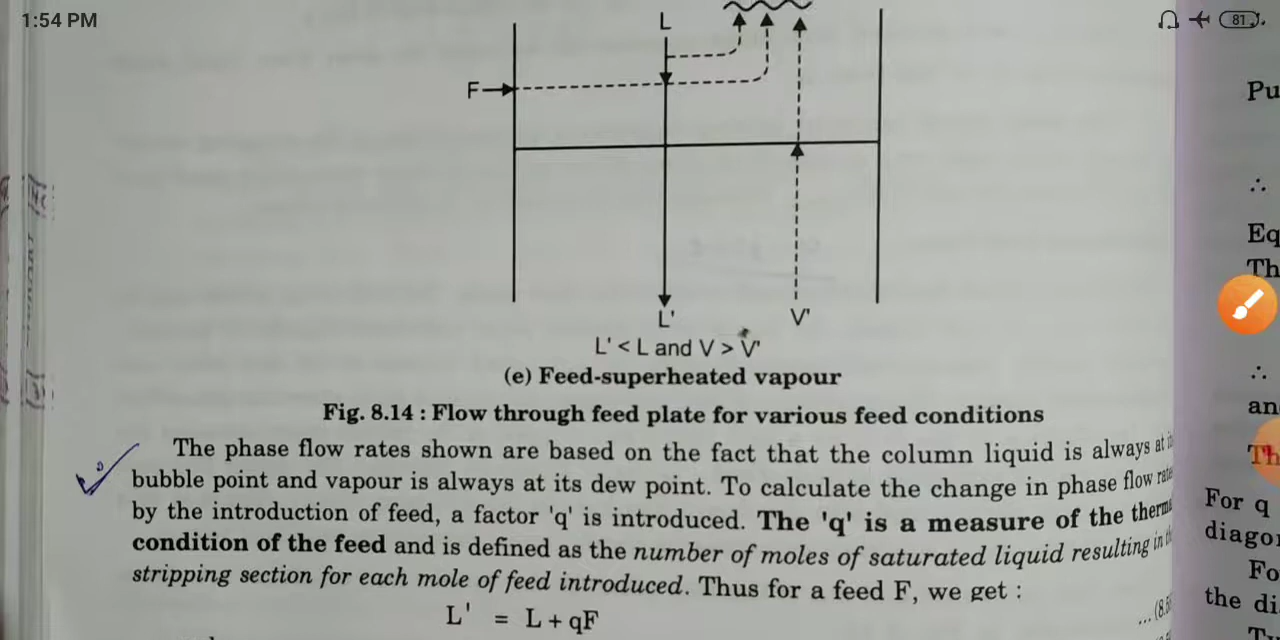 1:54 PM
81
L
F
L'
V'
L' < L and V > V'
(e) Feed-superheated vapour
Fig. 8.14 : Flow through feed plate for various feed conditions
The phase flow rates shown are based on the fact that the column liquid is always at
bubble point and vapour is always at its dew point. To calculate the change in phase flow
by the introduction of feed, a factor 'q' is introduced. The 'q' is a measure of the
condition of the feed and is defined as the number of moles of saturated liquid resulting in
stripping section for each mole of feed introduced. Thus for a feed F, we get :
L' = L + qF
Pu
∴
Eq
Th
∴
an
Th
For q
Fo
the di